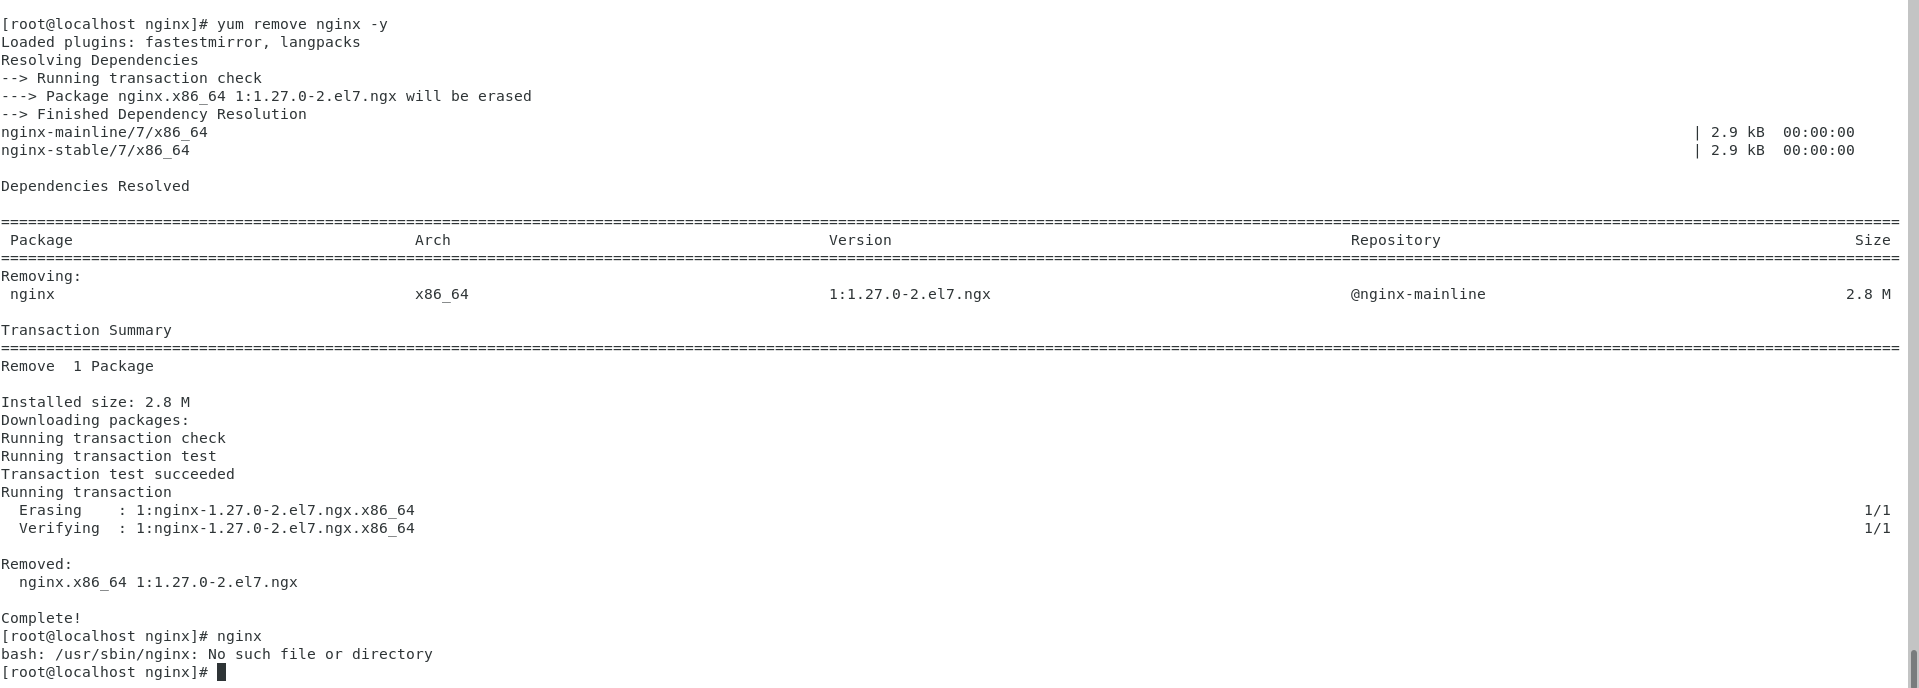 [root@localhost nginx]# yum remove nginx -y
Loaded plugins: fastestmirror, langpacks
Resolving Dependencies
--> Running transaction check
---> Package nginx.x86_64 1:1.27.0-2.el7.ngx will be erased
--> Finished Dependency Resolution
nginx-mainline/7/x86_64 | 2.9 kB 00:00:00
nginx-stable/7/x86_64 | 2.9 kB 00:00:00
Dependencies Resolved
================================================================================
Package Arch Version Repository Size
================================================================================
Removing:
nginx x86_64 1:1.27.0-2.el7.ngx @nginx-mainline 2.8 M
Transaction Summary
================================================================================
Remove 1 Package
Installed size: 2.8 M
Downloading packages:
Running transaction check
Running transaction test
Transaction test succeeded
Running transaction
Erasing : 1:nginx-1.27.0-2.el7.ngx.x86_64 1/1
Verifying : 1:nginx-1.27.0-2.el7.ngx.x86_64 1/1
Removed:
nginx.x86_64 1:1.27.0-2.el7.ngx
Complete!
[root@localhost nginx]# nginx
bash: /usr/sbin/nginx: No such file or directory
[root@localhost nginx]#